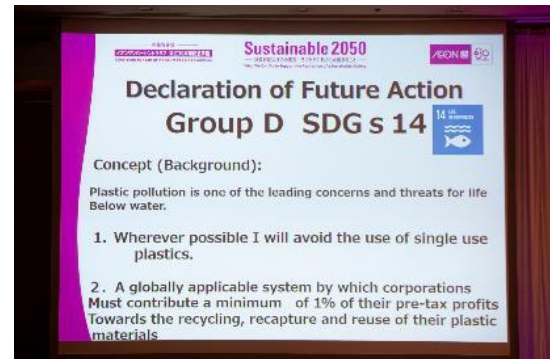 Sustainable 2050
ÆON
Declaration of Future Action
Group D SDG s 14
14
Concept (Background):
Plastic pollution is one of the leading concerns and threats for life
Below water.
1. Wherever possible I will avoid the use of single use
plastics.
2. A globally applicable system by which corporations
Must contribute a minimum of 1% of their pre-tax profits
Towards the recycling, recapture and reuse of their plastic
materials